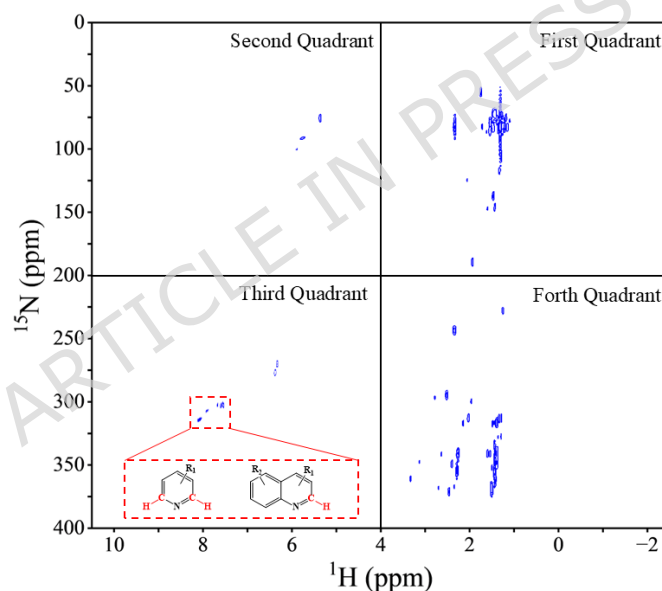 ARTICLE IN PRESS
0
50
100
150
200
250
300
350
400
¹⁵N (ppm)
Second Quadrant
First Quadrant
Third Quadrant
Forth Quadrant
R₁
H
C
N
C
H
R₂
R₁
N
C
H
10
8
6
4
2
0
−2
¹H (ppm)